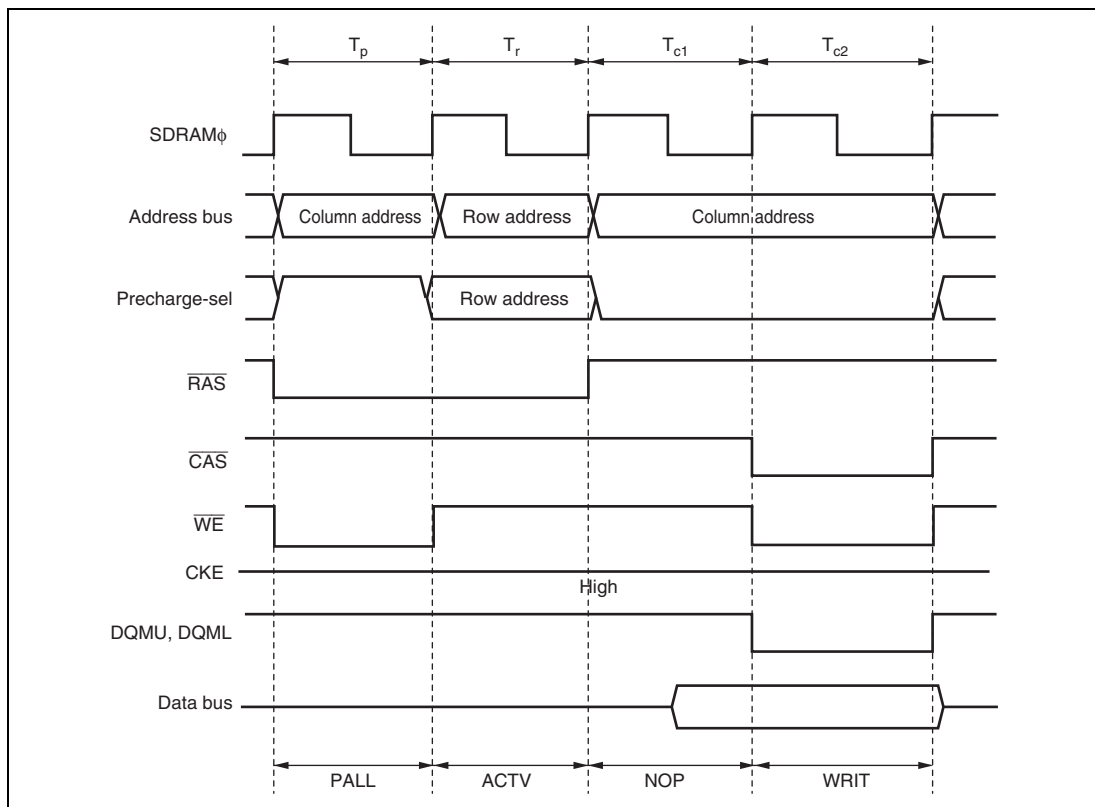 Tp Tr Tc1 Tc2
SDRAMφ
Address bus Column address Row address Column address
Precharge-sel Row address
RAS
CAS
WE
CKE
High
DQMU, DQML
Data bus
PALL ACTV NOP WRIT